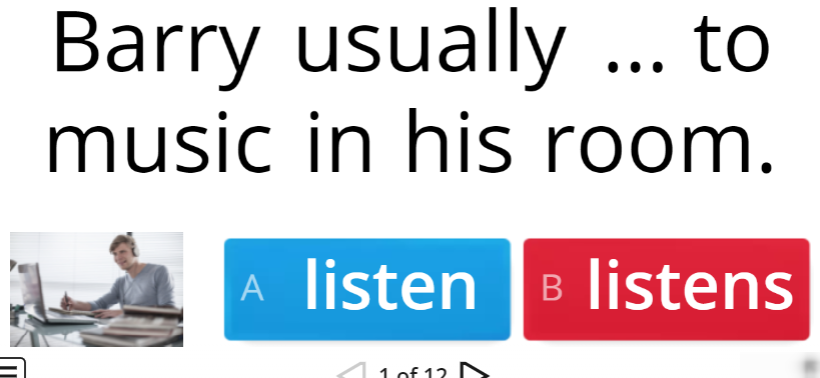 Barry usually ... to
music in his room.
A listen
B listens
1 of 12